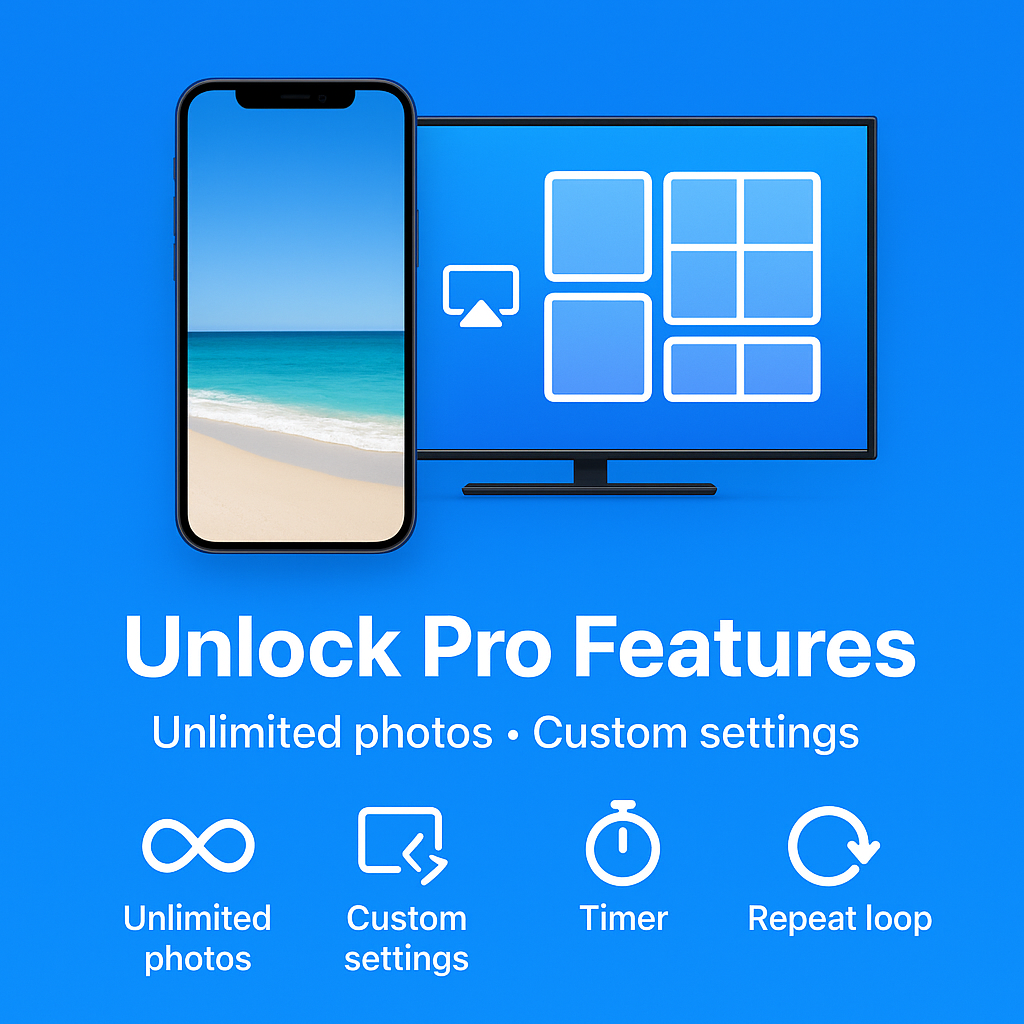 Unlock Pro Features
Unlimited photos • Custom settings
Unlimited
photos
Custom
settings
Timer
Repeat loop